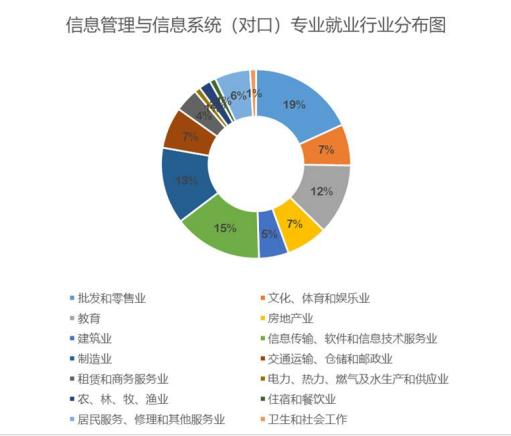 信息管理与信息系统（对口）专业就业行业分布图
19%
7%
12%
7%
5%
15%
13%
7%
4%
6%
1%
批发和零售业 文化、体育和娱乐业
教育 房地产业
建筑业 信息传输、软件和信息技术服务业
制造业 交通运输、仓储和邮政业
租赁和商务服务业 电力、热力、燃气及水生产和供应业
农、林、牧、渔业 住宿和餐饮业
居民服务、修理和其他服务业 卫生和社会工作